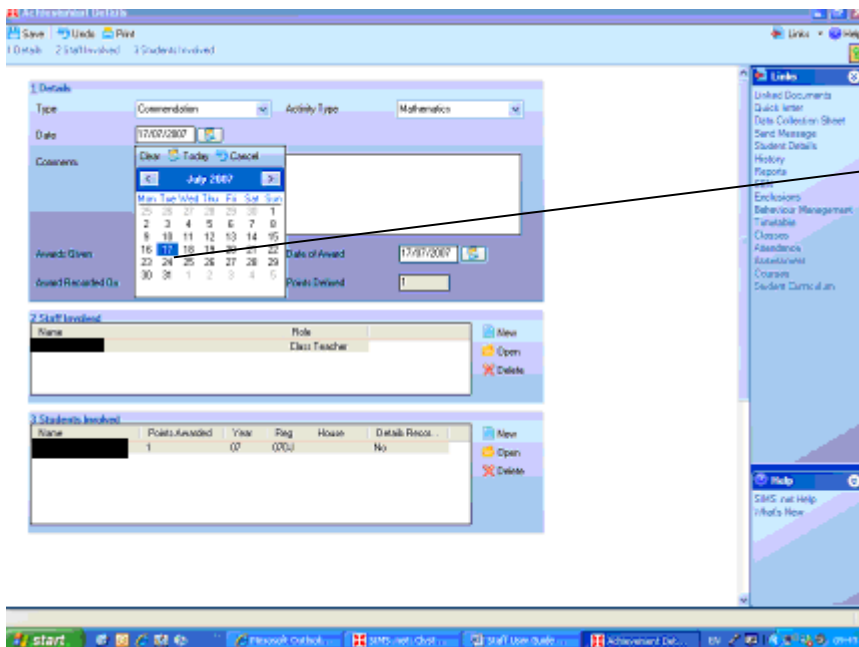 Achievement Details
Save Undo Print Links Help
1 Details 2 Staff Involved 3 Students Involved
1 Details
Type Commendation Activity Type Mathematics
Date 17/07/2007
Comments
Clear Today Cancel
July 2007
Mon Tue Wed Thu Fri Sat Sun
25 26 27 28 29 30 1
2 3 4 5 6 7 8
9 10 11 12 13 14 15
16 17 18 19 20 21 22
23 24 25 26 27 28 29
30 31 1 2 3 4 5
Awards Given Date of Award 17/07/2007
Award Recorded On Points Defined 1
2 Staff Involved
Name Role
Class Teacher
New
Open
Delete
3 Students Involved
Name Points Awarded Year Reg House Details Recor...
1 07 No
New
Open
Delete
Links
Linked Documents
Quick letter
Data Collection Sheet
Send Message
Student Details
History
Reports
SEN
Exclusions
Behaviour Management
Timetable
Classes
Attendance
Assessment
Courses
Student Curriculum
Help
SIMS .net Help
What's New
start Microsoft Outlook... SIMS .net: Staff User Guide... Achievement Det... EN